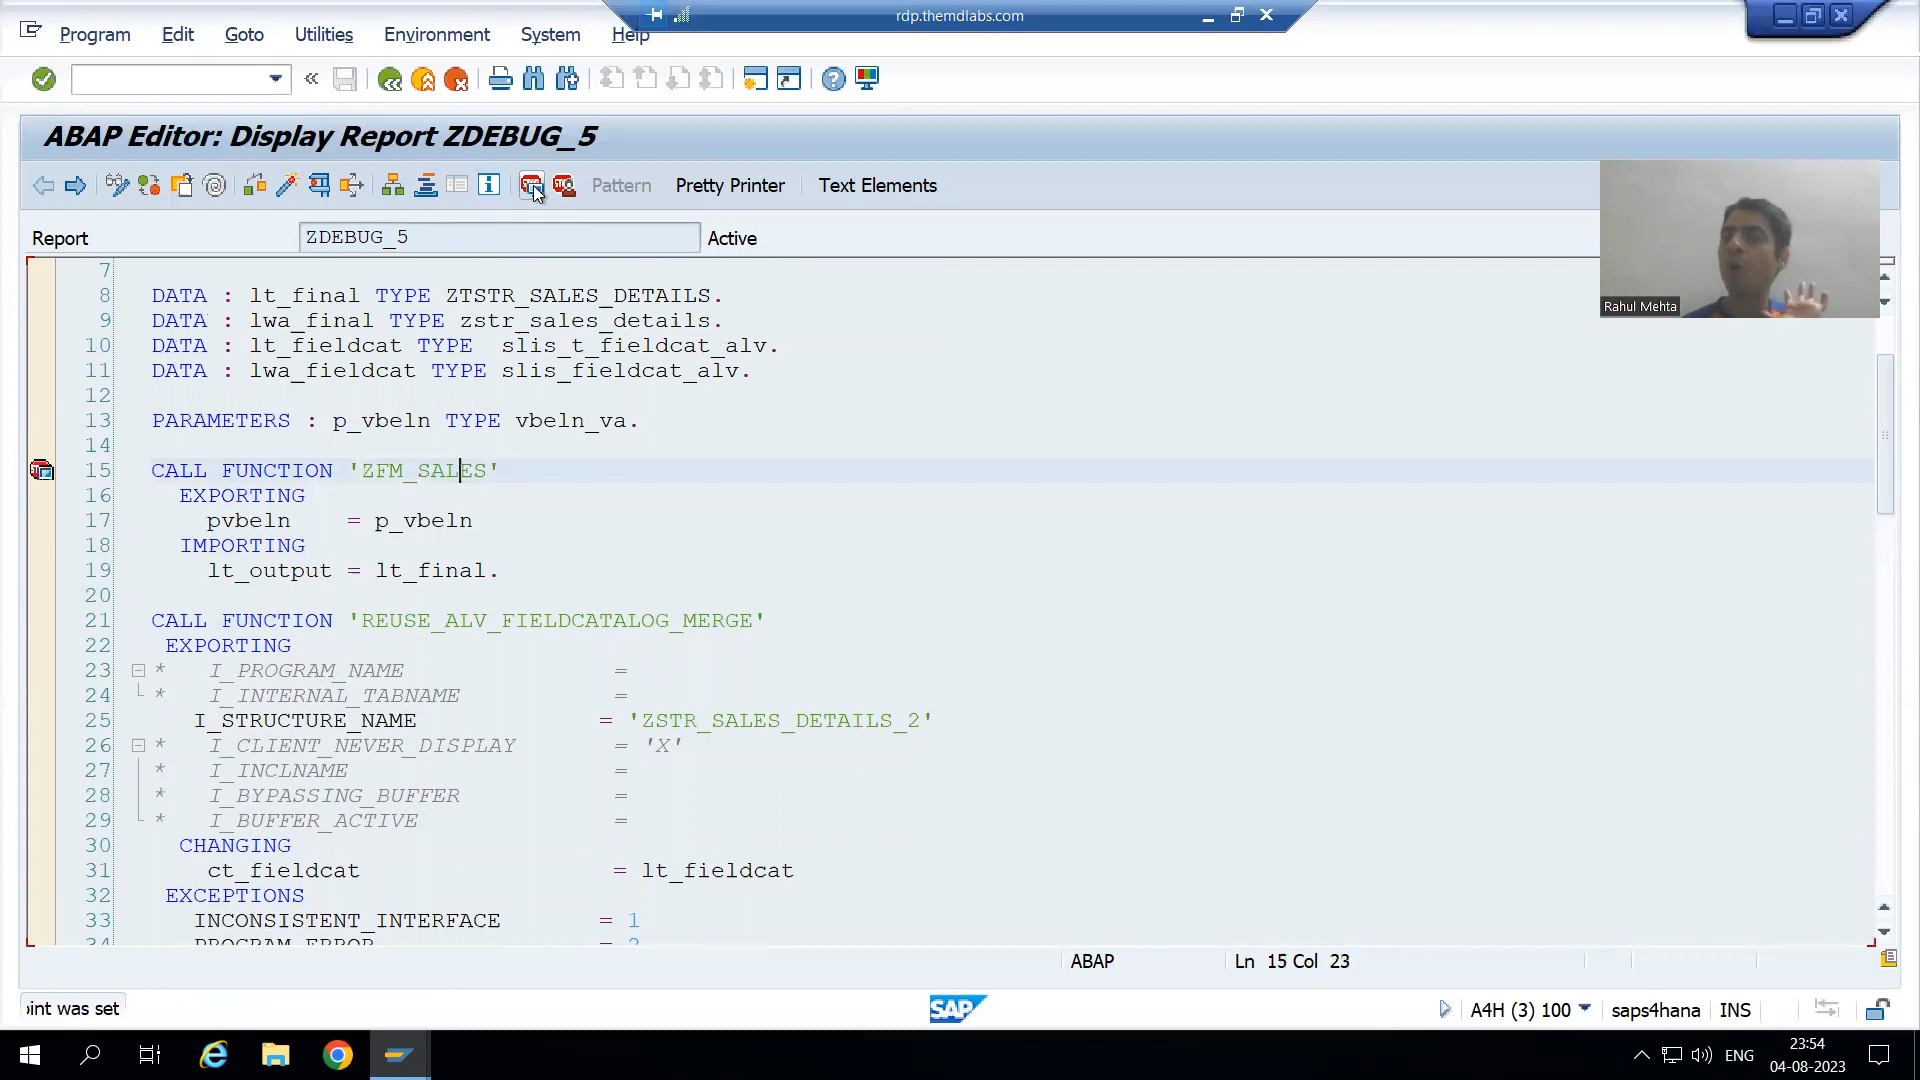 rdp.themdlabs.com
Program Edit Goto Utilities Environment System Help
ABAP Editor: Display Report ZDEBUG_5
Pattern Pretty Printer Text Elements
Report ZDEBUG_5 Active
Rahul Mehta
7
8 DATA : lt_final TYPE ZTSTR_SALES_DETAILS.
9 DATA : lwa_final TYPE zstr_sales_details.
10 DATA : lt_fieldcat TYPE slis_t_fieldcat_alv.
11 DATA : lwa_fieldcat TYPE slis_fieldcat_alv.
12
13 PARAMETERS : p_vbeln TYPE vbeln_va.
14
15 CALL FUNCTION 'ZFM_SALES'
16 EXPORTING
17 pvbeln = p_vbeln
18 IMPORTING
19 lt_output = lt_final.
20
21 CALL FUNCTION 'REUSE_ALV_FIELDCATALOG_MERGE'
22 EXPORTING
23 * I_PROGRAM_NAME =
24 * I_INTERNAL_TABNAME =
25 I_STRUCTURE_NAME = 'ZSTR_SALES_DETAILS_2'
26 * I_CLIENT_NEVER_DISPLAY = 'X'
27 * I_INCLNAME =
28 * I_BYPASSING_BUFFER =
29 * I_BUFFER_ACTIVE =
30 CHANGING
31 ct_fieldcat = lt_fieldcat
32 EXCEPTIONS
33 INCONSISTENT_INTERFACE = 1
34 PROGRAM_ERROR = 2
ABAP Ln 15 Col 23
oint was set
SAP
A4H (3) 100 saps4hana INS
ENG
23:54
04-08-2023